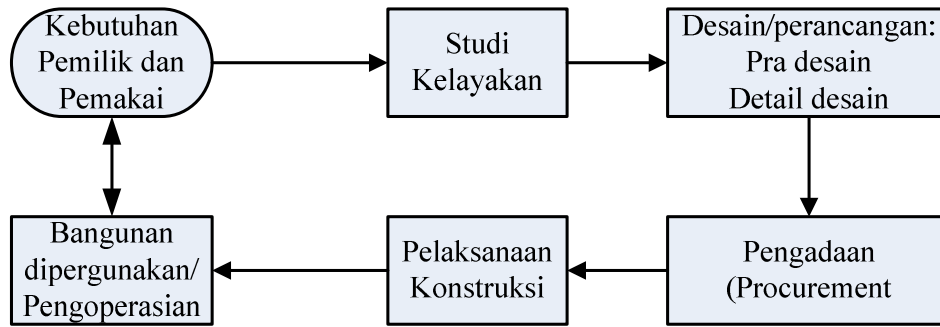 Kebutuhan
Pemilik dan
Pemakai
Studi
Kelayakan
Desain/perancangan:
Pra desain
Detail desain
Bangunan
dipergunakan/
Pengoperasian
Pelaksanaan
Konstruksi
Pengadaan
(Procurement